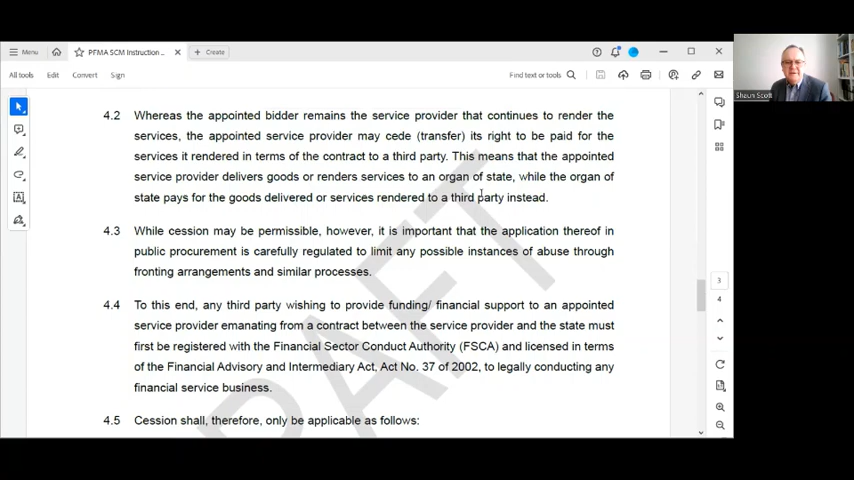 Menu
PFMA SCM Instruction ...
Create
All tools
Edit
Convert
Sign
Find text or tools
Shaun Scott
4.2 Whereas the appointed bidder remains the service provider that continues to render the
services, the appointed service provider may cede (transfer) its right to be paid for the
services it rendered in terms of the contract to a third party. This means that the appointed
service provider delivers goods or renders services to an organ of state, while the organ of
state pays for the goods delivered or services rendered to a third party instead.
4.3 While cession may be permissible, however, it is important that the application thereof in
public procurement is carefully regulated to limit any possible instances of abuse through
fronting arrangements and similar processes.
4.4 To this end, any third party wishing to provide funding/ financial support to an appointed
service provider emanating from a contract between the service provider and the state must
first be registered with the Financial Sector Conduct Authority (FSCA) and licensed in terms
of the Financial Advisory and Intermediary Act, Act No. 37 of 2002, to legally conducting any
financial service business.
4.5 Cession shall, therefore, only be applicable as follows:
DRAFT
3
4